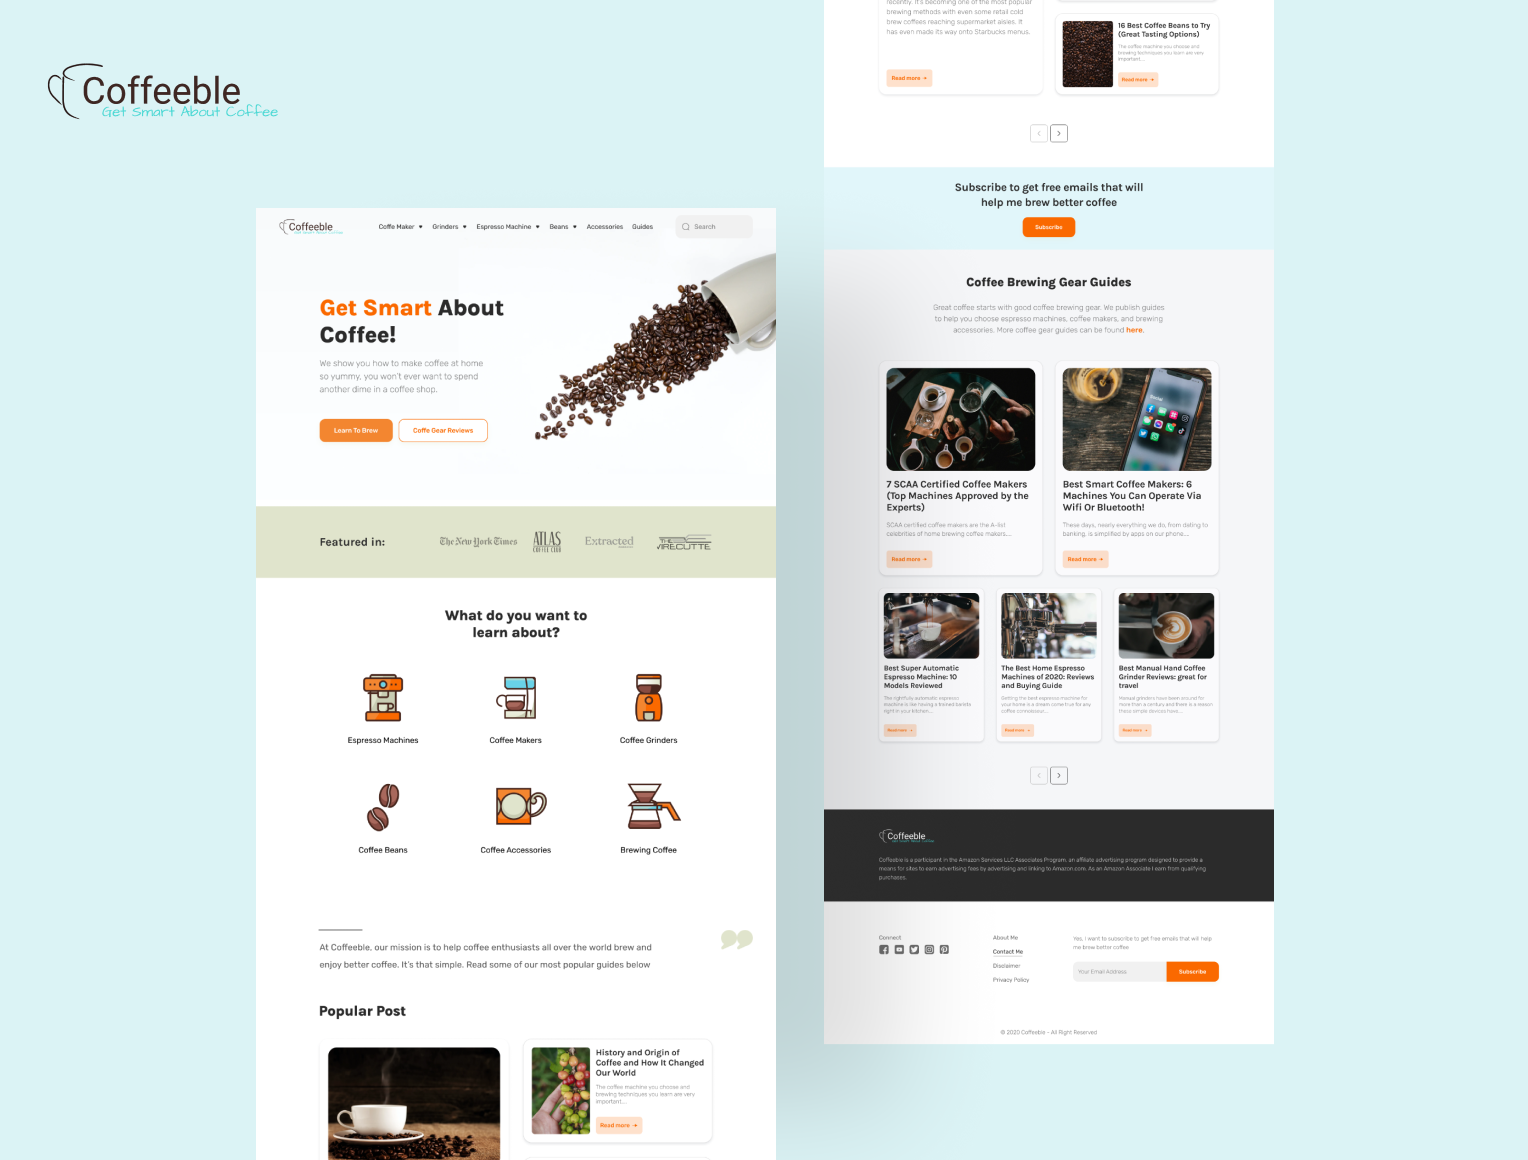 Coffeeble
Get Smart About Coffee
Coffeeble
Get Smart About Coffee
Coffe Maker
Grinders
Espresso Machine
Beans
Accessories
Guides
Search
Get Smart About
Coffee!
We show you how to make coffee at home
so yummy, you won't ever want to spend
another dime in a coffee shop.
Learn To Brew
Coffe Gear Reviews
Featured in:
The New York Times
ATLAS
COFFEE CLUB
Extracted
THE
WIRECUTTE
What do you want to
learn about?
Espresso Machines
Coffee Makers
Coffee Grinders
Coffee Beans
Coffee Accessories
Brewing Coffee
At Coffeeble, our mission is to help coffee enthusiasts all over the world brew and
enjoy better coffee. It's that simple. Read some of our most popular guides below
Popular Post
History and Origin of
Coffee and How It Changed
Our World
The coffee machine you choose and
brewing techniques you learn are very
important...
Read more →
recently. It's becoming one of the most popular
brewing methods with even some retail cold
brew coffees reaching supermarket aisles. It
has even made its way onto Starbucks menus.
Read more →
16 Best Coffee Beans to Try
(Great Tasting Options)
The coffee machine you choose and
brewing techniques you learn are very
important...
Read more →
Subscribe to get free emails that will
help me brew better coffee
Subscribe
Coffee Brewing Gear Guides
Great coffee starts with good coffee brewing gear. We publish guides
to help you choose espresso machines, coffee makers, and brewing
accessories. More coffee gear guides can be found here.
7 SCAA Certified Coffee Makers
(Top Machines Approved by the
Experts)
SCAA certified coffee makers are the A-list
celebrities of home brewing coffee makers....
Read more →
Best Smart Coffee Makers: 6
Machines You Can Operate Via
Wifi Or Bluetooth!
These days, nearly everything we do, from dating to
banking, is simplified by apps on our phone....
Read more →
Best Super Automatic
Espresso Machine: 10
Models Reviewed
The rightfully automatic espresso
machine is like having a trained barista
right in your kitchen....
Read more →
The Best Home Espresso
Machines of 2020: Reviews
and Buying Guide
Getting the best espresso machine for
your home is a dream come true for any
coffee connoisseur....
Read more →
Best Manual Hand Coffee
Grinder Reviews: great for
travel
Manual grinders have been around for
more than a century and there is a reason
these simple devices have...
Read more →
Coffeeble
Get Smart About Coffee
Coffeeble is a participant in the Amazon Services LLC Associates Program, an affiliate advertising program designed to provide a
means for sites to earn advertising fees by advertising and linking to Amazon.com. As an Amazon Associate I earn from qualifying
purchases.
Connect
About Me
Contact Me
Disclaimer
Privacy Policy
Yes, I want to subscribe to get free emails that will help
me brew better coffee
Your Email Address
Subscribe
© 2020 Coffeeble - All Right Reserved